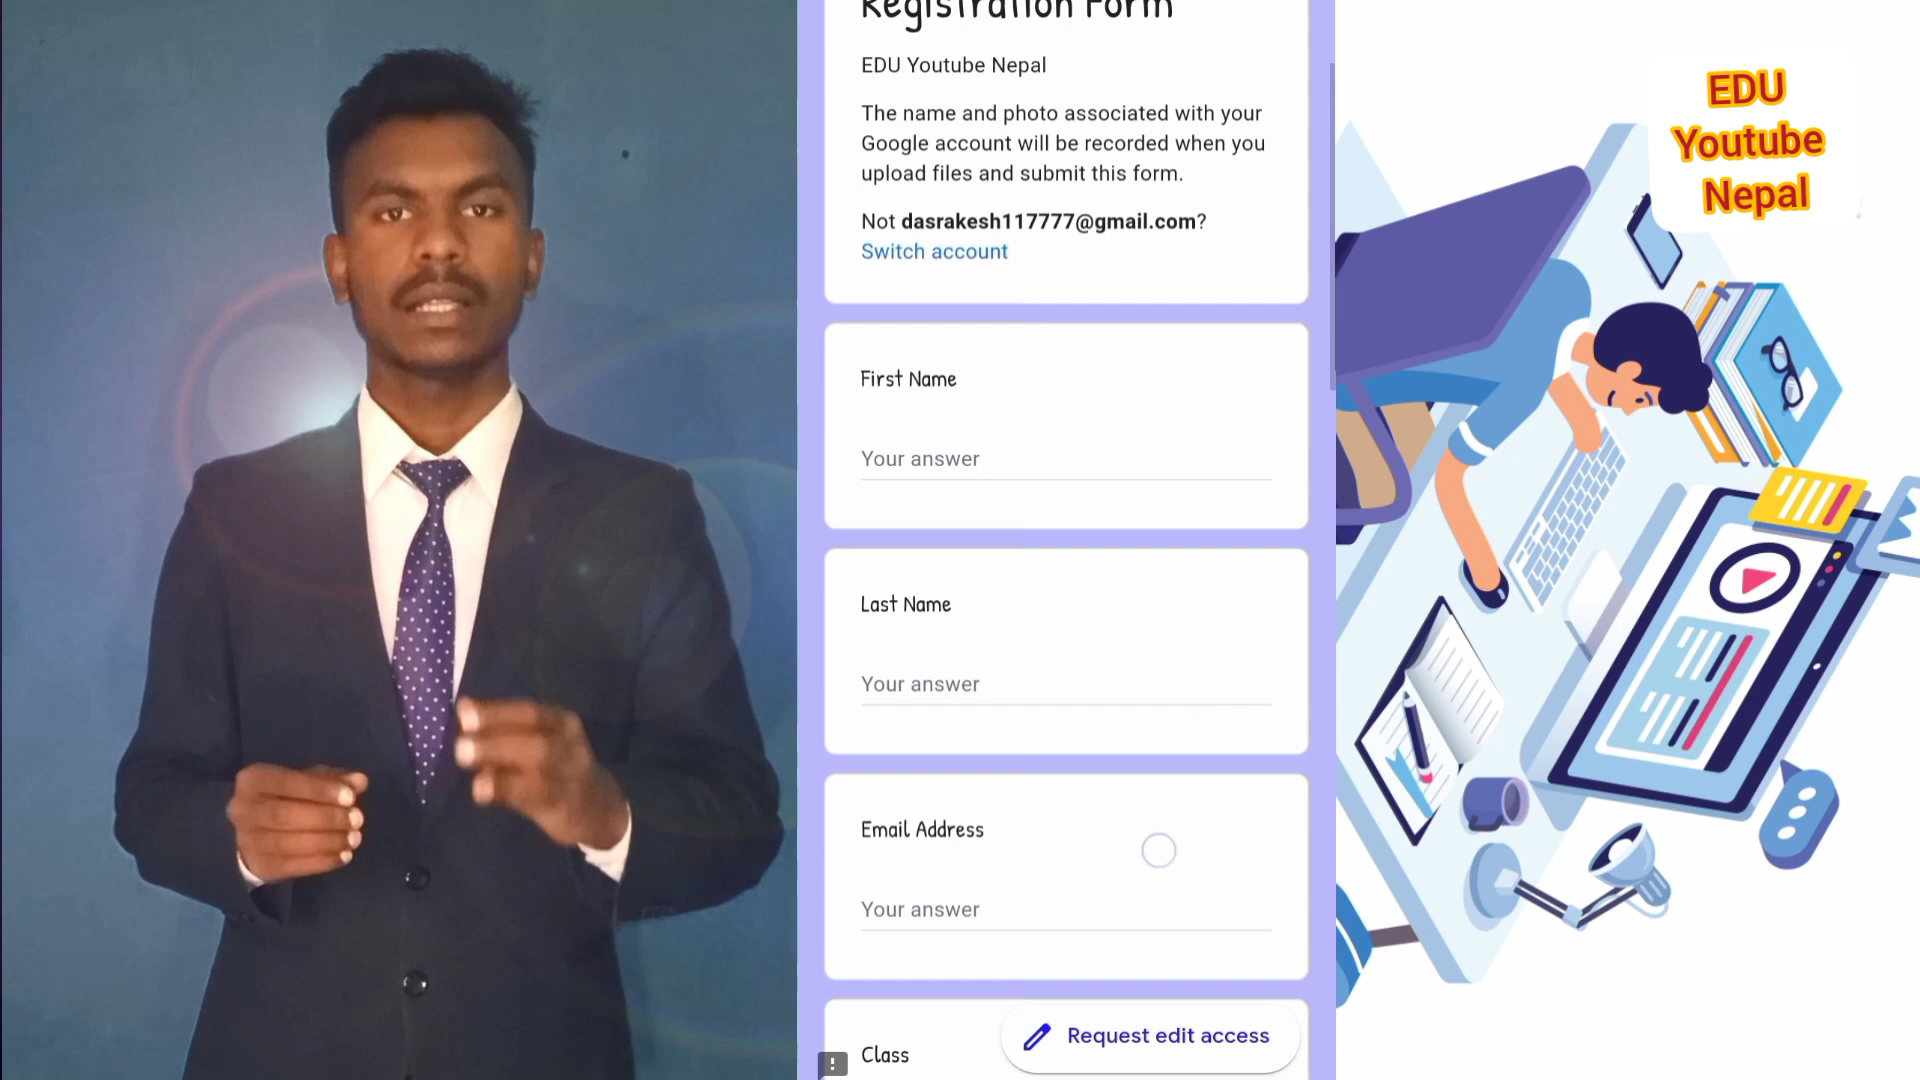 Registration Form
EDU Youtube Nepal
The name and photo associated with your
Google account will be recorded when you
upload files and submit this form.
Not dasrakesh117777@gmail.com?
Switch account
First Name
Your answer
Last Name
Your answer
Email Address
Your answer
Class
Request edit access
EDU
Youtube
Nepal